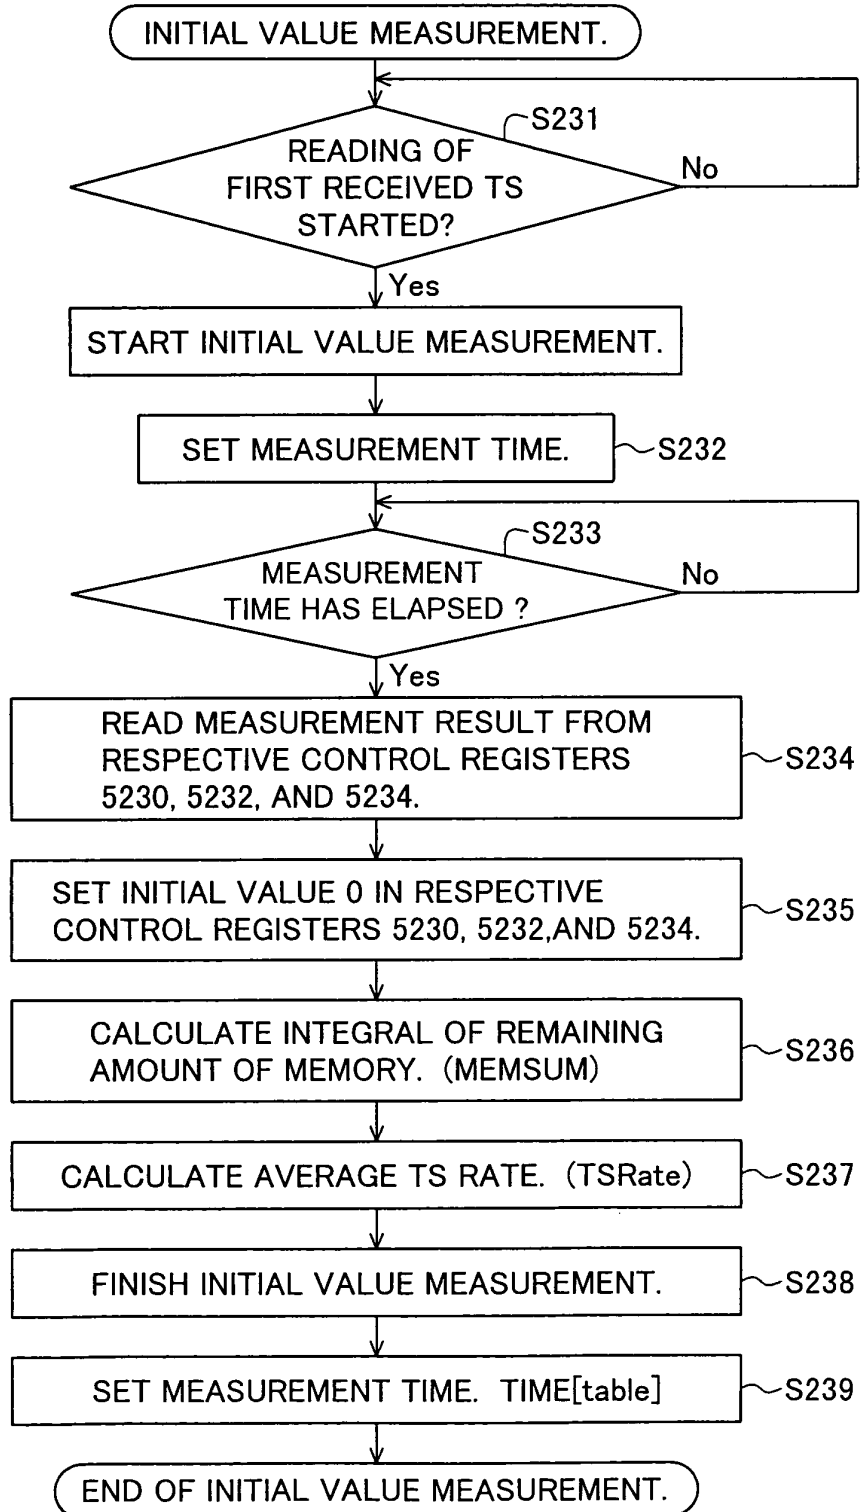 INITIAL VALUE MEASUREMENT.
S231
READING OF
FIRST RECEIVED TS
STARTED?
No
Yes
START INITIAL VALUE MEASUREMENT.
SET MEASUREMENT TIME.
S232
S233
MEASUREMENT
TIME HAS ELAPSED ?
No
Yes
READ MEASUREMENT RESULT FROM
RESPECTIVE CONTROL REGISTERS
5230, 5232, AND 5234.
S234
SET INITIAL VALUE 0 IN RESPECTIVE
CONTROL REGISTERS 5230, 5232,AND 5234.
S235
CALCULATE INTEGRAL OF REMAINING
AMOUNT OF MEMORY. (MEMSUM)
S236
CALCULATE AVERAGE TS RATE. (TSRate)
S237
FINISH INITIAL VALUE MEASUREMENT.
S238
SET MEASUREMENT TIME. TIME[table]
S239
END OF INITIAL VALUE MEASUREMENT.